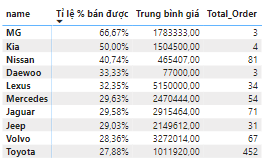 name Tỉ lệ % bán được Trung bình giá Total_Order
MG 66,67% 1783333,00 3
Kia 50,00% 1504500,00 4
Nissan 40,74% 465407,00 81
Daewoo 33,33% 77000,00 3
Lexus 32,35% 5150000,00 34
Mercedes 29,63% 2470444,00 54
Jaguar 29,58% 2915464,00 71
Jeep 29,03% 2149612,00 31
Volvo 28,36% 3272014,00 67
Toyota 27,88% 1011920,00 452